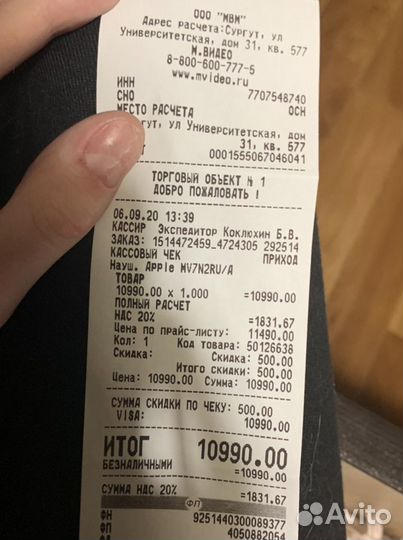 ООО "МВМ"
Адрес расчета:Сургут, ул
Университетская, дом 31, кв. 577
М.ВИДЕО
8-800-600-777-5
www.mvideo.ru
ИНН 7707548740
СНО ОСН
МЕСТО РАСЧЕТА
ут, ул Университетская, дом
31, кв. 577
0001555067046041
ТОРГОВЫЙ ОБЪЕКТ № 1
ДОБРО ПОЖАЛОВАТЬ !
06.09.20 13:39
КАССИР Экспедитор Коклюхин Б.В.
ЗАКАЗ: 1514472459_4724305 292514
КАССОВЫЙ ЧЕК ПРИХОД
Науш. Apple MV7N2RU/A
ТОВАР
10990.00 x 1.000 =10990.00
ПОЛНЫЙ РАСЧЕТ
НДС 20% =1831.67
Цена по прайс-листу: 11490.00
Кол: 1 Код товара: 50126638
Скидка: Скидка: 500.00
Итого скидки: 500.00
Цена: 10990.00 Сумма: 10990.00
СУММА СКИДКИ ПО ЧЕКУ: 500.00
VISA: 10990.00
ИТОГ 10990.00
БЕЗНАЛИЧНЫМИ =10990.00
СУММА НДС 20% =1831.67
ФП
ФН 9251440300089377
ФП 4050882054
Avito